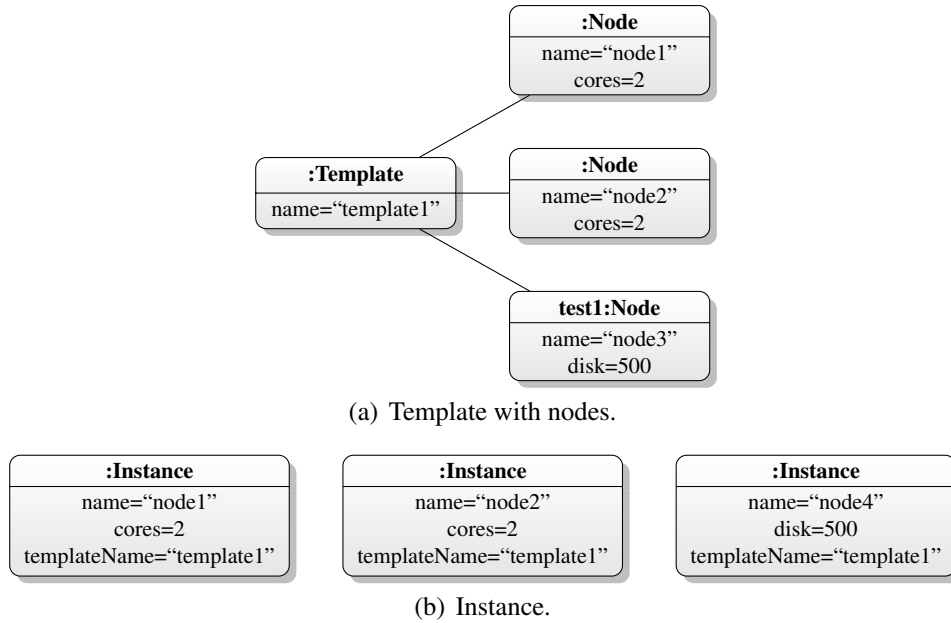 :Node
name=“node1”
cores=2
:Template
name=“template1”
:Node
name=“node2”
cores=2
test1:Node
name=“node3”
disk=500
(a) Template with nodes.
:Instance
name=“node1”
cores=2
templateName=“template1”
:Instance
name=“node2”
cores=2
templateName=“template1”
:Instance
name=“node4”
disk=500
templateName=“template1”
(b) Instance.